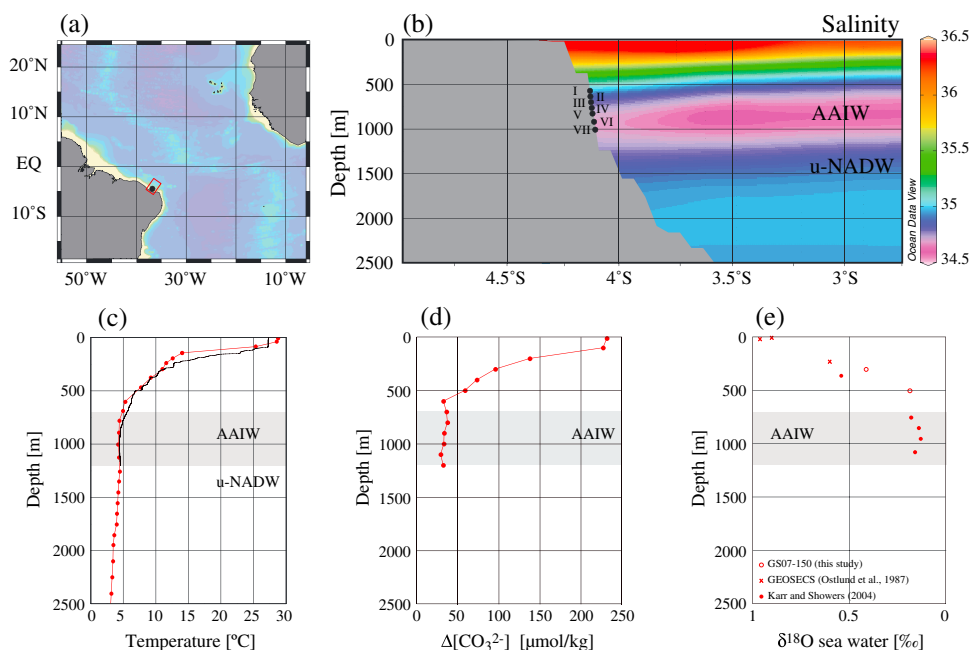 (a)
20°N
10°N
EQ
10°S
50°W
30°W
10°W
(b)
Salinity
0
500
1000
1500
2000
2500
Depth [m]
I
II
III
IV
V
VI
VII
AAIW
u-NADW
4.5°S
4°S
3.5°S
3°S
Ocean Data View
36.5
36
35.5
35
34.5
(c)
0
500
1000
1500
2000
2500
Depth [m]
AAIW
u-NADW
0
5
10
15
20
25
30
Temperature [ºC]
(d)
0
500
1000
1500
2000
2500
Depth [m]
AAIW
0
50
100
150
200
250
Δ[CO₃²⁻] [µmol/kg]
(e)
0
500
1000
1500
2000
2500
Depth [m]
AAIW
GS07-150 (this study)
GEOSECS (Ostlund et al., 1987)
Karr and Showers (2004)
1
0.5
0
δ¹⁸O sea water [‰]